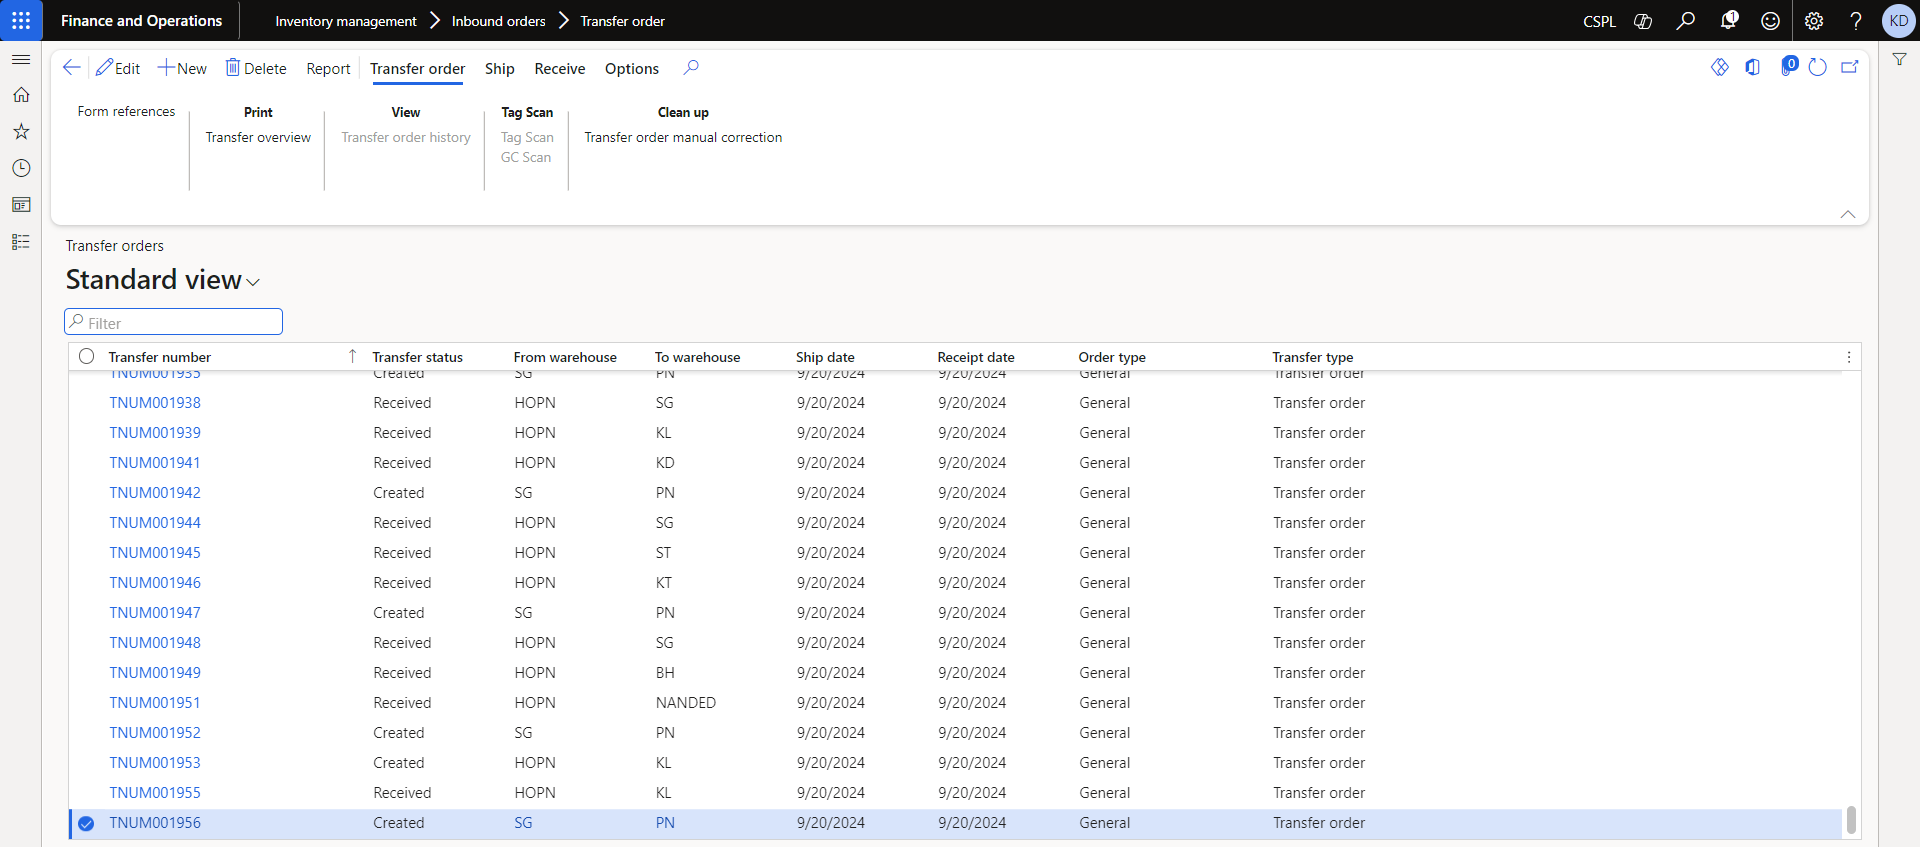 Finance and Operations Inventory management Inbound orders Transfer order CSPL 1 ? KD
Edit New Delete Report Transfer order Ship Receive Options 0
Form references Print View Tag Scan Clean up
Transfer overview Transfer order history Tag Scan Transfer order manual correction
GC Scan
Transfer orders
Standard view
Filter
Transfer number Transfer status From warehouse To warehouse Ship date Receipt date Order type Transfer type
TNUM001935 Created SG PN 9/20/2024 9/20/2024 General Transfer order
TNUM001938 Received HOPN SG 9/20/2024 9/20/2024 General Transfer order
TNUM001939 Received HOPN KL 9/20/2024 9/20/2024 General Transfer order
TNUM001941 Received HOPN KD 9/20/2024 9/20/2024 General Transfer order
TNUM001942 Created SG PN 9/20/2024 9/20/2024 General Transfer order
TNUM001944 Received HOPN SG 9/20/2024 9/20/2024 General Transfer order
TNUM001945 Received HOPN ST 9/20/2024 9/20/2024 General Transfer order
TNUM001946 Received HOPN KT 9/20/2024 9/20/2024 General Transfer order
TNUM001947 Created SG PN 9/20/2024 9/20/2024 General Transfer order
TNUM001948 Received HOPN SG 9/20/2024 9/20/2024 General Transfer order
TNUM001949 Received HOPN BH 9/20/2024 9/20/2024 General Transfer order
TNUM001951 Received HOPN NANDED 9/20/2024 9/20/2024 General Transfer order
TNUM001952 Created SG PN 9/20/2024 9/20/2024 General Transfer order
TNUM001953 Created HOPN KL 9/20/2024 9/20/2024 General Transfer order
TNUM001955 Received HOPN KL 9/20/2024 9/20/2024 General Transfer order
TNUM001956 Created SG PN 9/20/2024 9/20/2024 General Transfer order